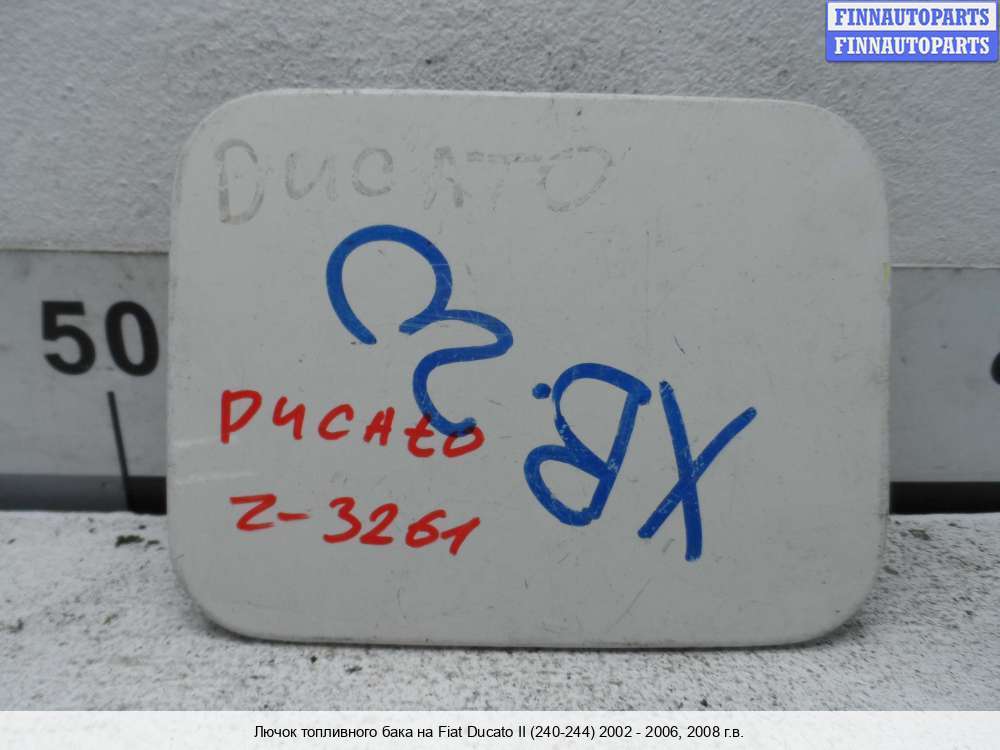 FINNAUTOPARTS
FINNAUTOPARTS
DUCATO
50
DUCAtO
Z-3261
Лючок топливного бака на Fiat Ducato II (240-244) 2002 - 2006, 2008 г.в.